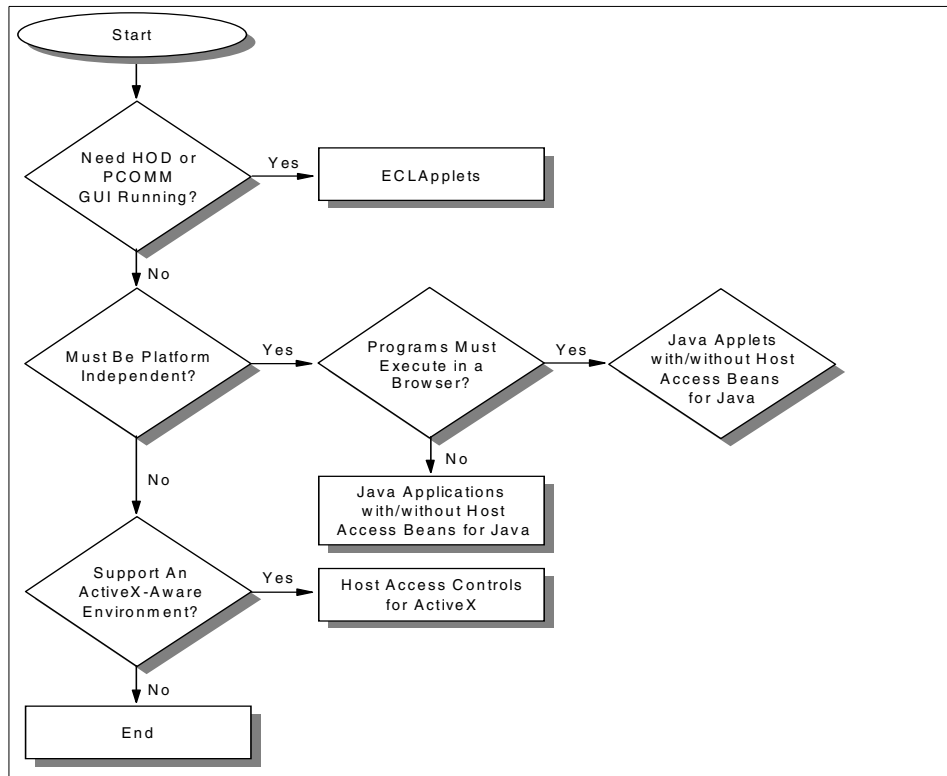 Start
Need HOD or
PCOMM
GUI Running?
Yes
ECLApplets
No
Must Be Platform
Independent?
Yes
Programs Must
Execute in a
Browser?
Yes
Java Applets
with/without Host
Access Beans
for Java
No
No
Java Applications
with/without Host
Access Beans for Java
Support An
ActiveX-Aware
Environment?
Yes
Host Access Controls
for ActiveX
No
End